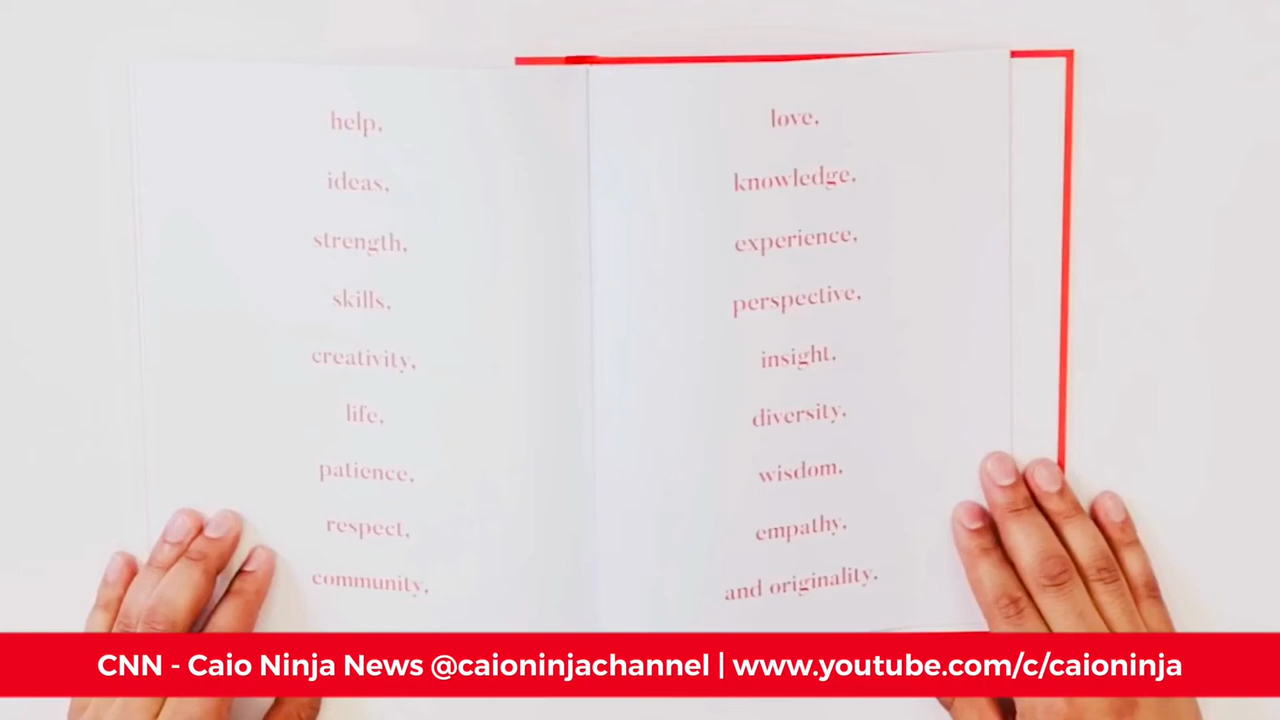 help,
ideas,
strength,
skills,
creativity,
life,
patience,
respect,
community,
love,
knowledge,
experience,
perspective,
insight,
diversity,
wisdom,
empathy,
and originality.
CNN - Caio Ninja News @caioninjachannel | www.youtube.com/c/caioninja